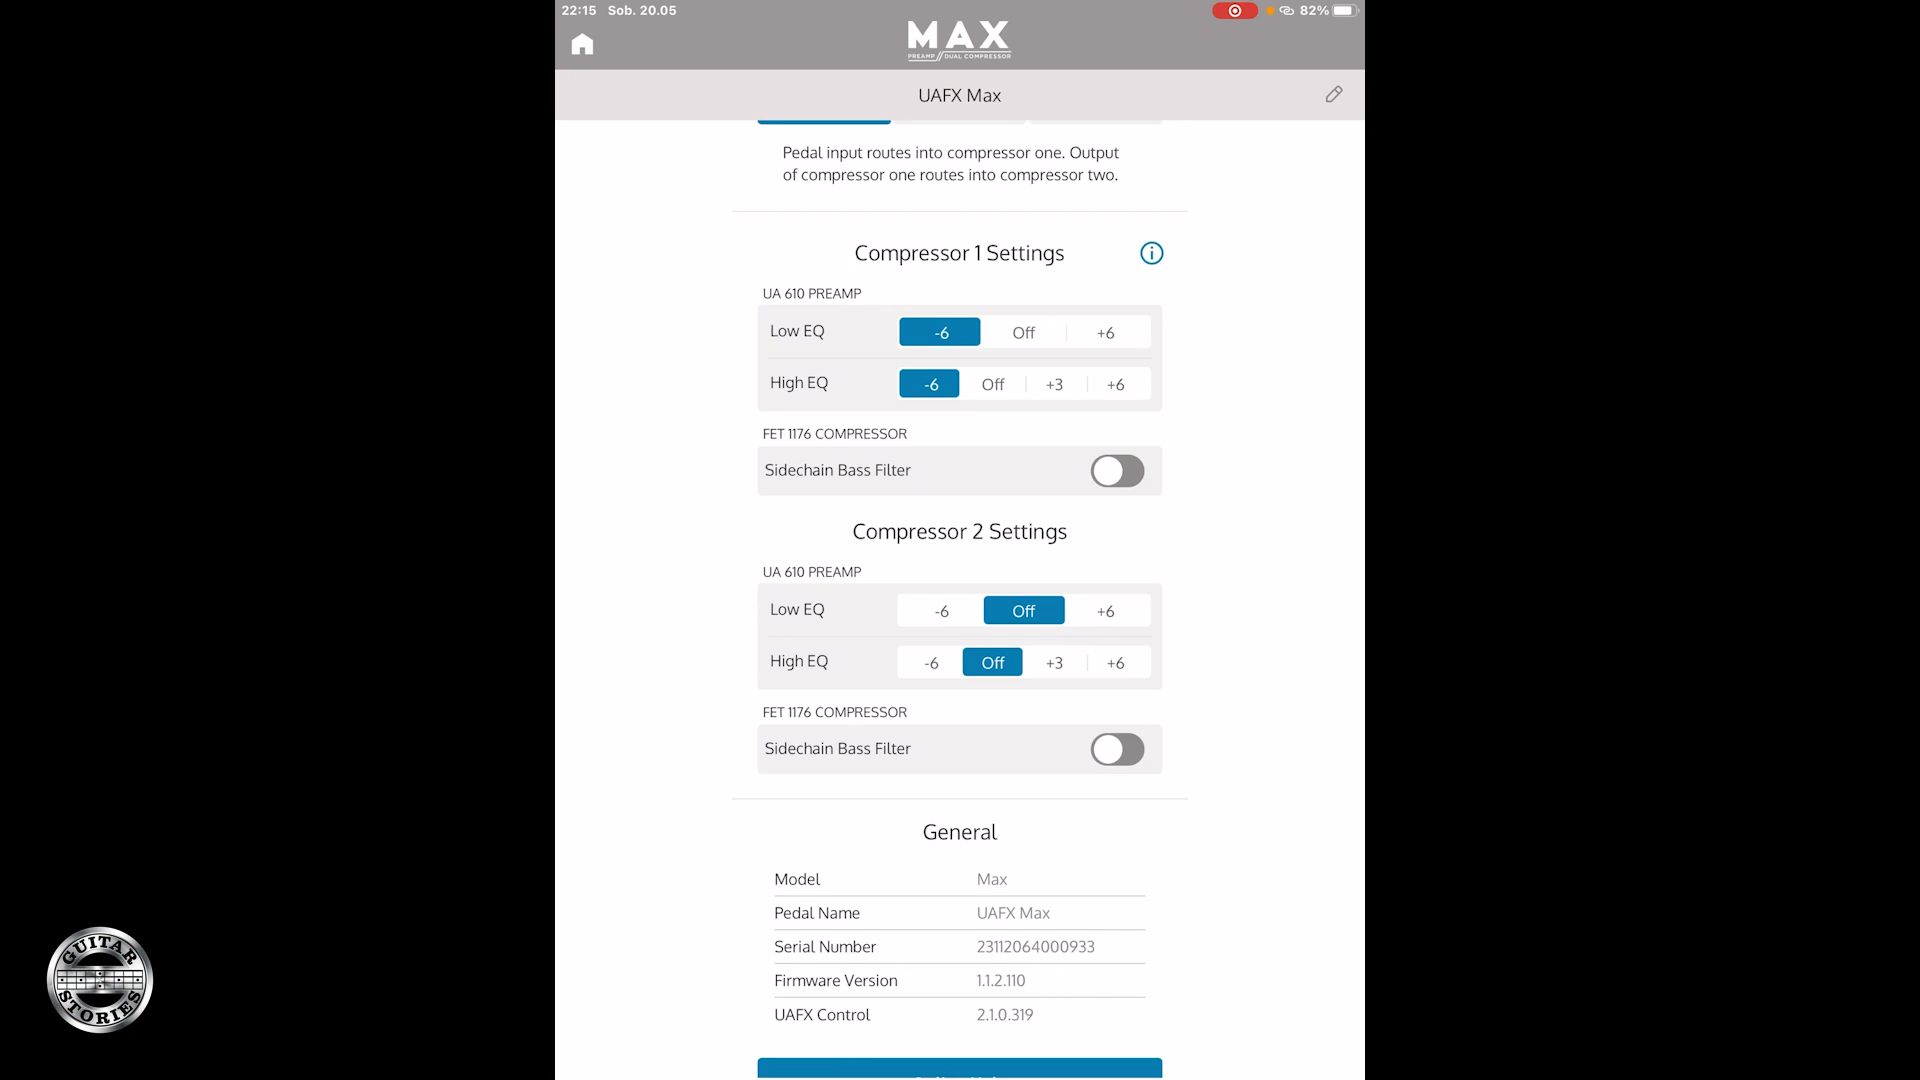 22:15 Sob. 20.05 82%
MAX
PREAMP // DUAL COMPRESSOR
UAFX Max
Pedal input routes into compressor one. Output
of compressor one routes into compressor two.
Compressor 1 Settings
UA 610 PREAMP
Low EQ -6 Off +6
High EQ -6 Off +3 +6
FET 1176 COMPRESSOR
Sidechain Bass Filter
Compressor 2 Settings
UA 610 PREAMP
Low EQ -6 Off +6
High EQ -6 Off +3 +6
FET 1176 COMPRESSOR
Sidechain Bass Filter
General
Model Max
Pedal Name UAFX Max
Serial Number 23112064000933
Firmware Version 1.1.2.110
UAFX Control 2.1.0.319
GUITAR
STORIES